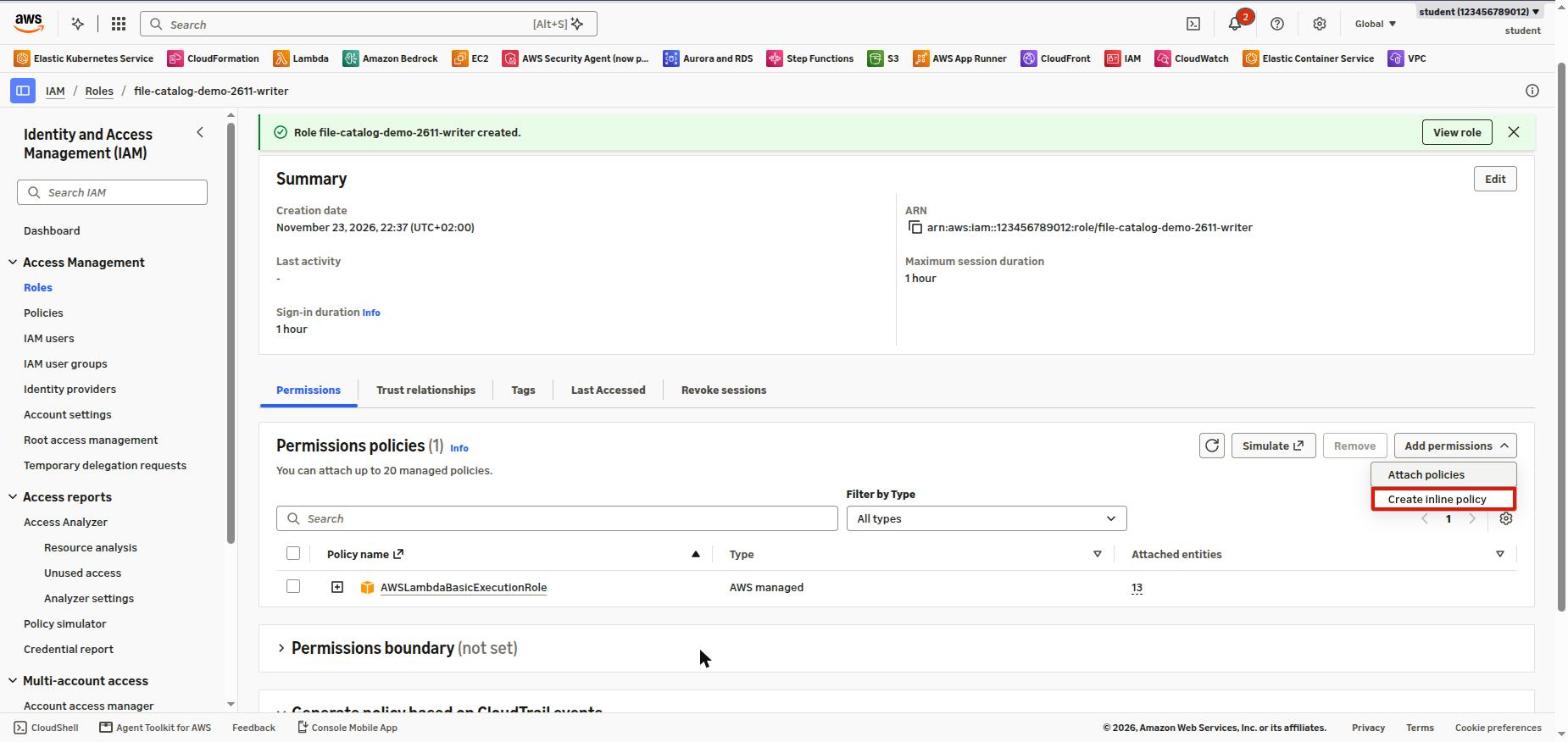 aws
Search [Alt+S]
2
Global
student (123456789012)
student
Elastic Kubernetes Service CloudFormation Lambda Amazon Bedrock EC2 AWS Security Agent (now p... Aurora and RDS Step Functions S3 AWS App Runner CloudFront IAM CloudWatch Elastic Container Service VPC
IAM / Roles / file-catalog-demo-2611-writer
Identity and Access
Management (IAM)
Search IAM
Dashboard
Access Management
Roles
Policies
IAM users
IAM user groups
Identity providers
Account settings
Root access management
Temporary delegation requests
Access reports
Access Analyzer
Resource analysis
Unused access
Analyzer settings
Policy simulator
Credential report
Multi-account access
Account access manager
Role file-catalog-demo-2611-writer created.
View role
Summary
Edit
Creation date
November 23, 2026, 22:37 (UTC+02:00)
ARN
arn:aws:iam::123456789012:role/file-catalog-demo-2611-writer
Last activity
-
Maximum session duration
1 hour
Sign-in duration Info
1 hour
Permissions Trust relationships Tags Last Accessed Revoke sessions
Permissions policies (1) Info
Simulate Remove Add permissions
You can attach up to 20 managed policies.
Attach policies
Create inline policy
Filter by Type
Search All types
1
Policy name Type Attached entities
AWSLambdaBasicExecutionRole AWS managed 13
Permissions boundary (not set)
Generate policy based on CloudTrail events
CloudShell Agent Toolkit for AWS Feedback Console Mobile App © 2026, Amazon Web Services, Inc. or its affiliates. Privacy Terms Cookie preferences